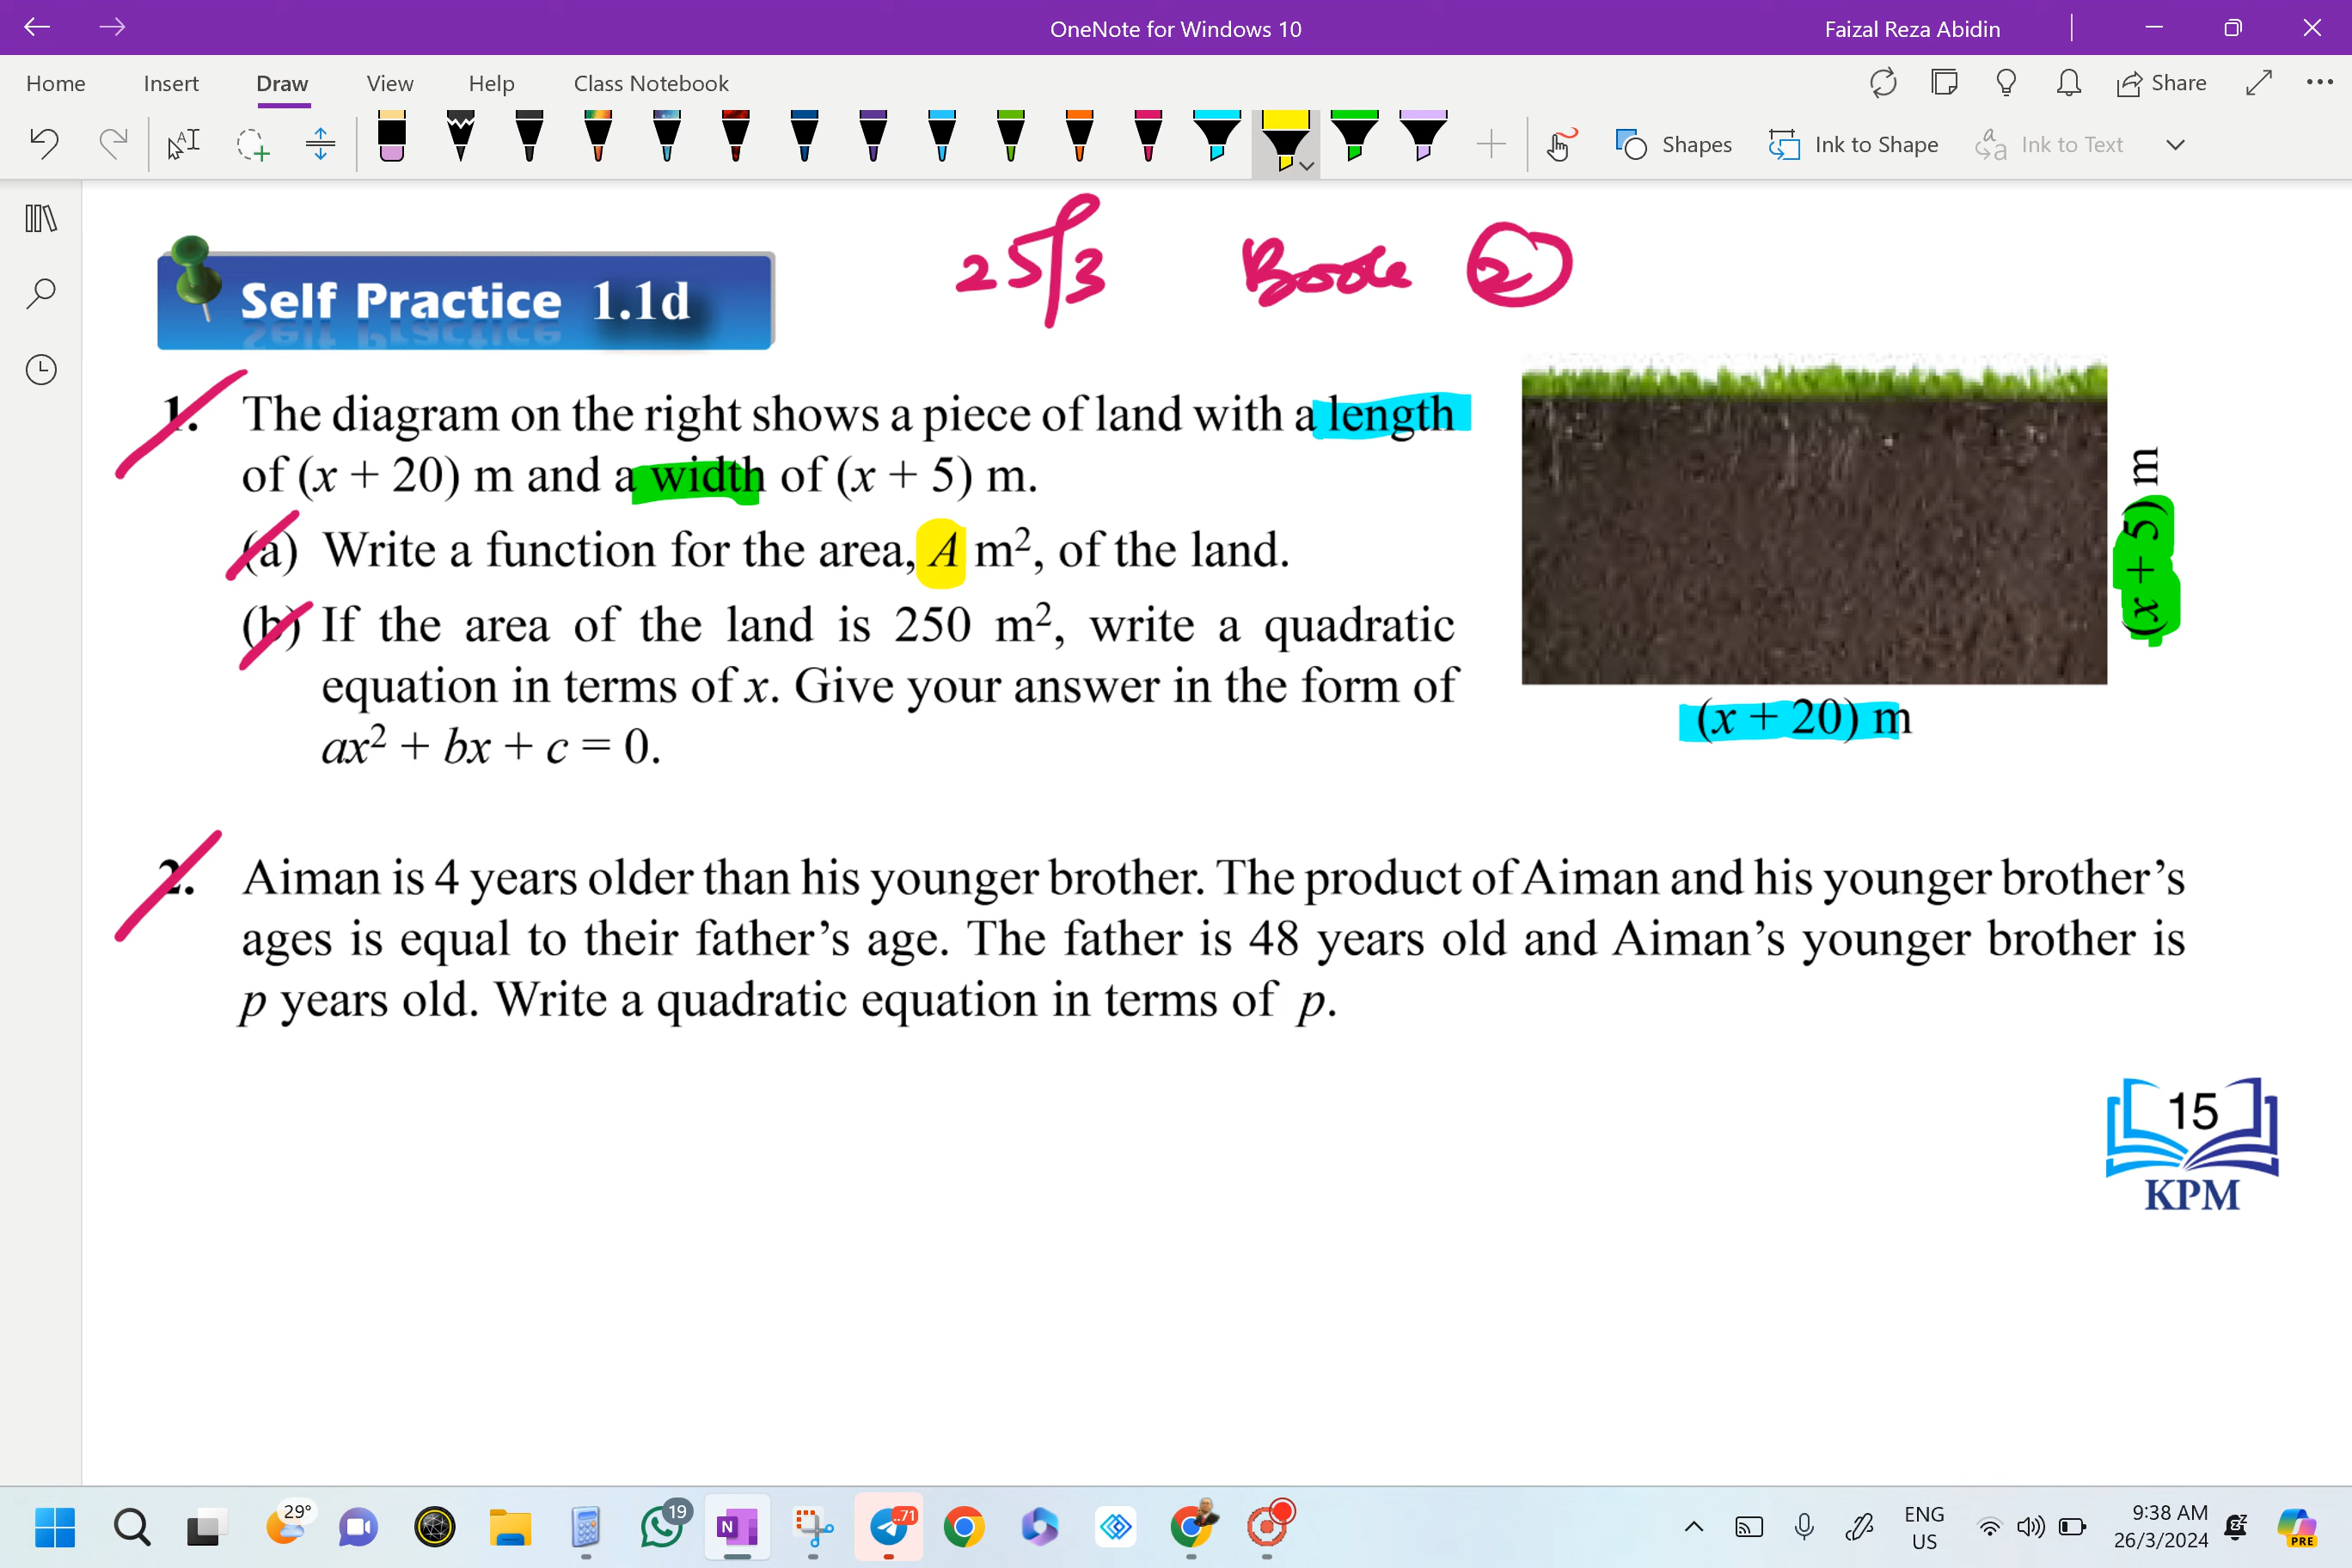 OneNote for Windows 10
Faizal Reza Abidin
Home Insert Draw View Help Class Notebook
Share
Shapes Ink to Shape Ink to Text
25/3 Book 2
Self Practice 1.1d
1. The diagram on the right shows a piece of land with a length
of (x + 20) m and a width of (x + 5) m.
(a) Write a function for the area, A m², of the land.
(b) If the area of the land is 250 m², write a quadratic
equation in terms of x. Give your answer in the form of
ax² + bx + c = 0.
(x + 5) m
(x + 20) m
2. Aiman is 4 years older than his younger brother. The product of Aiman and his younger brother’s
ages is equal to their father’s age. The father is 48 years old and Aiman’s younger brother is
p years old. Write a quadratic equation in terms of p.
15
KPM
29°
19
..71
ENG
US
9:38 AM
26/3/2024
PRE